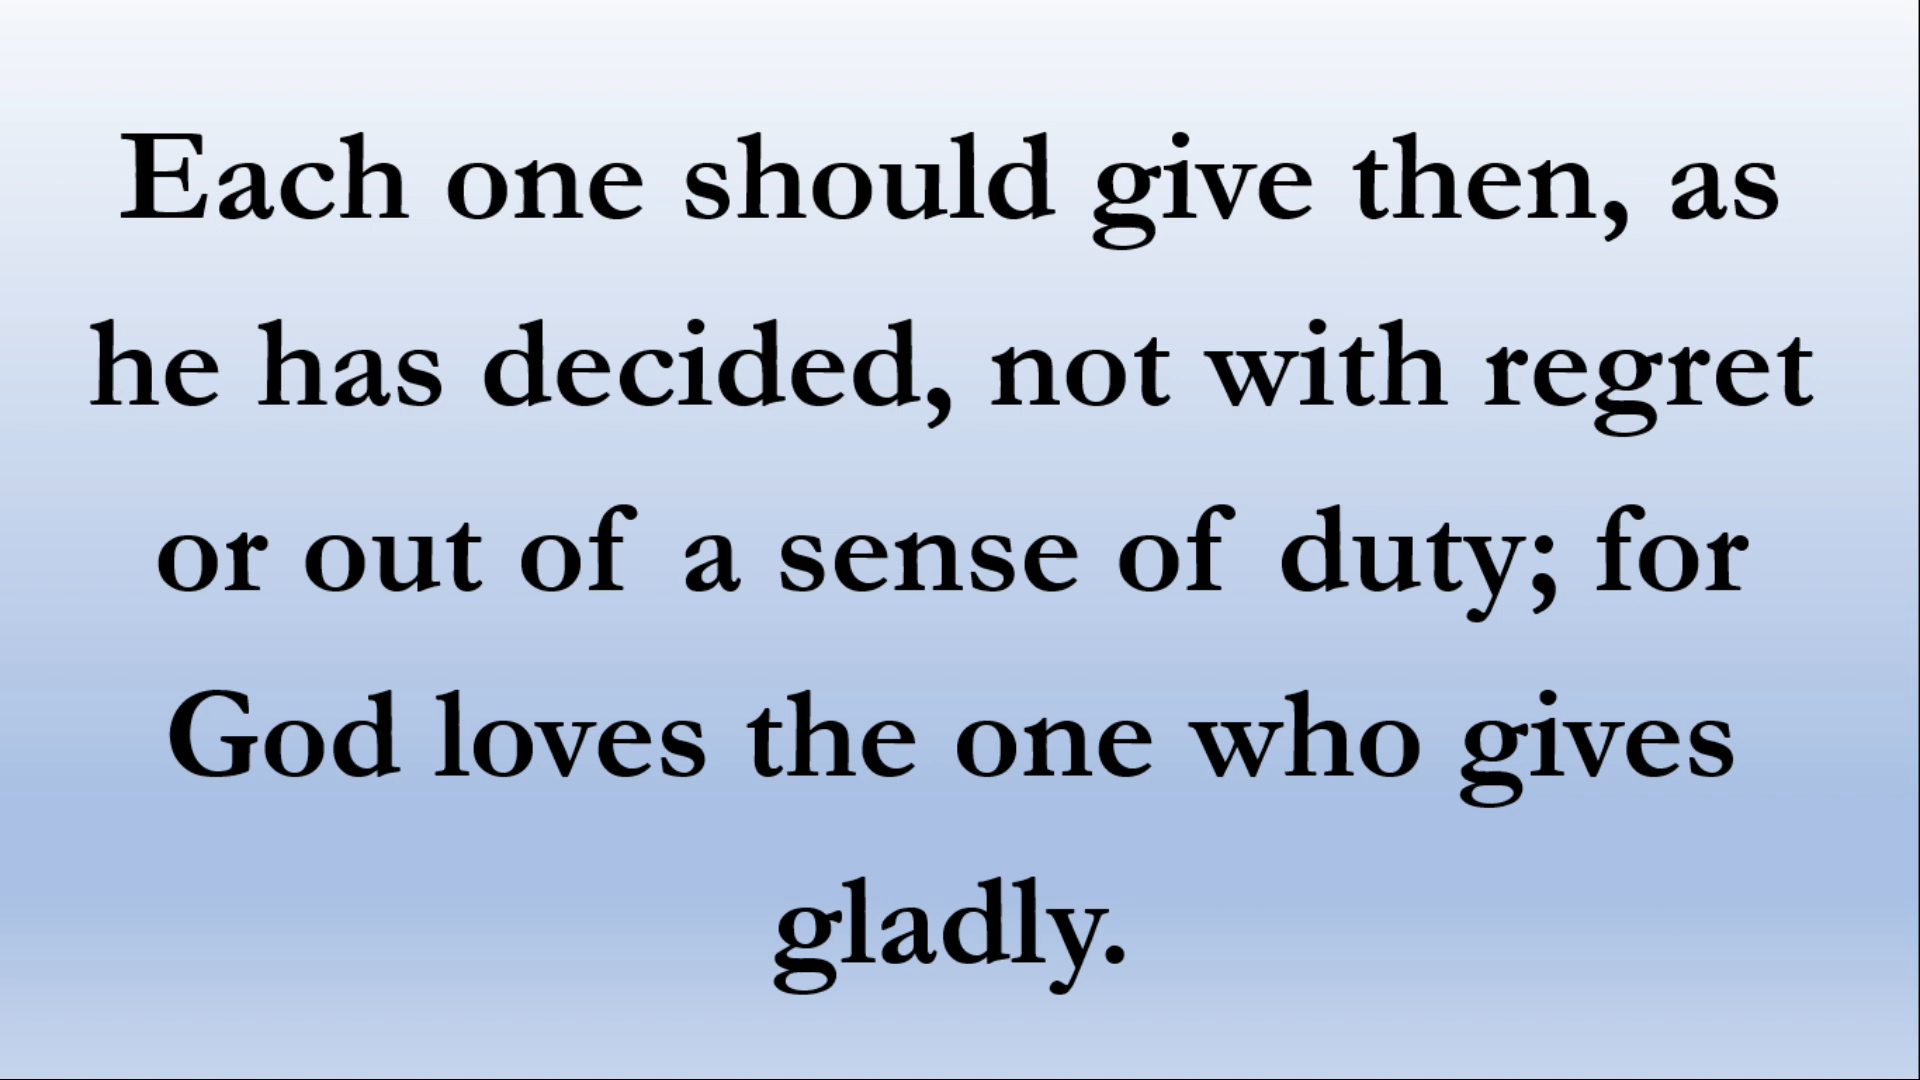 Each one should give then, as
he has decided, not with regret
or out of a sense of duty; for
God loves the one who gives
gladly.